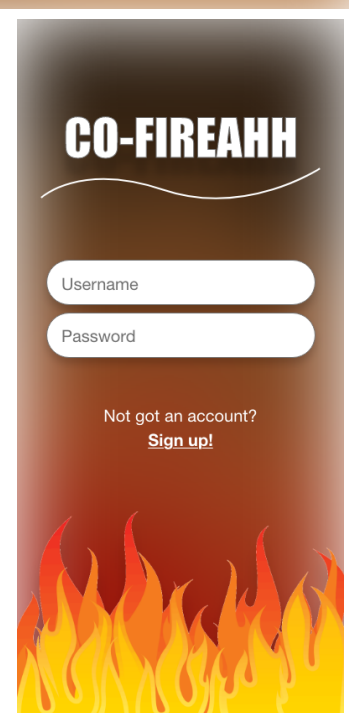 CO-FIREAHH
Username
Password
Not got an account?
Sign up!